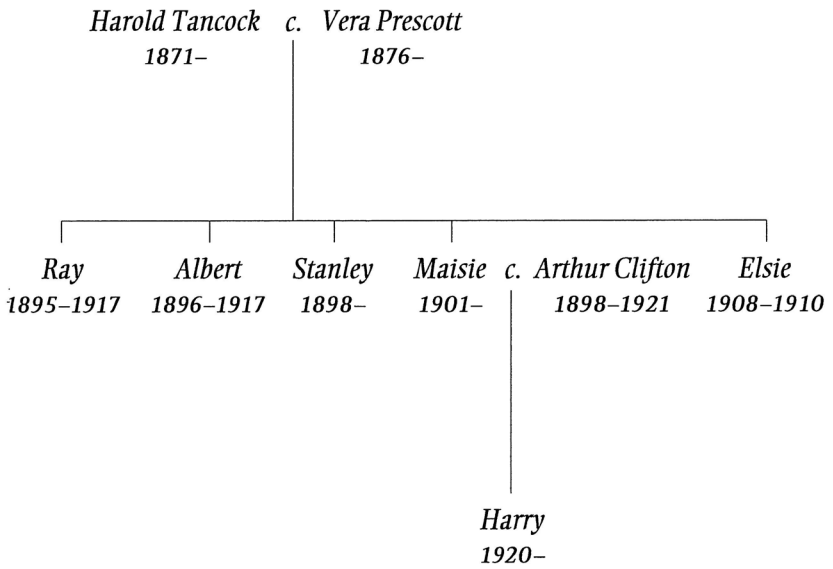 Harold Tancock c. Vera Prescott
1871– 1876–
Ray Albert Stanley Maisie c. Arthur Clifton Elsie
1895–1917 1896–1917 1898– 1901– 1898–1921 1908–1910
Harry
1920–